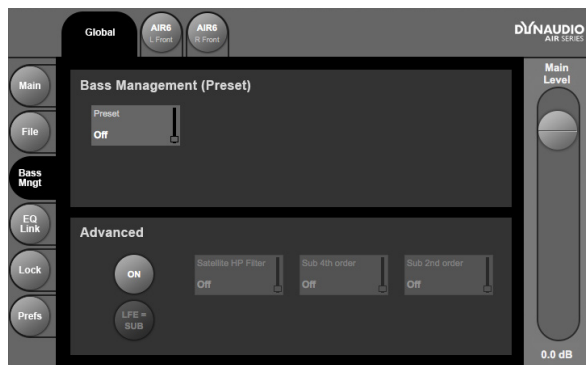 Global
AIR6
L Front
AIR6
R Front
DYNAUDIO
AIR SERIES
Main
Level
Main
File
Bass
Mngt
EQ
Link
Lock
Prefs
Bass Management (Preset)
Preset
Off
Advanced
ON
LFE =
SUB
Satellite HP Filter
Off
Sub 4th order
Off
Sub 2nd order
Off
0.0 dB